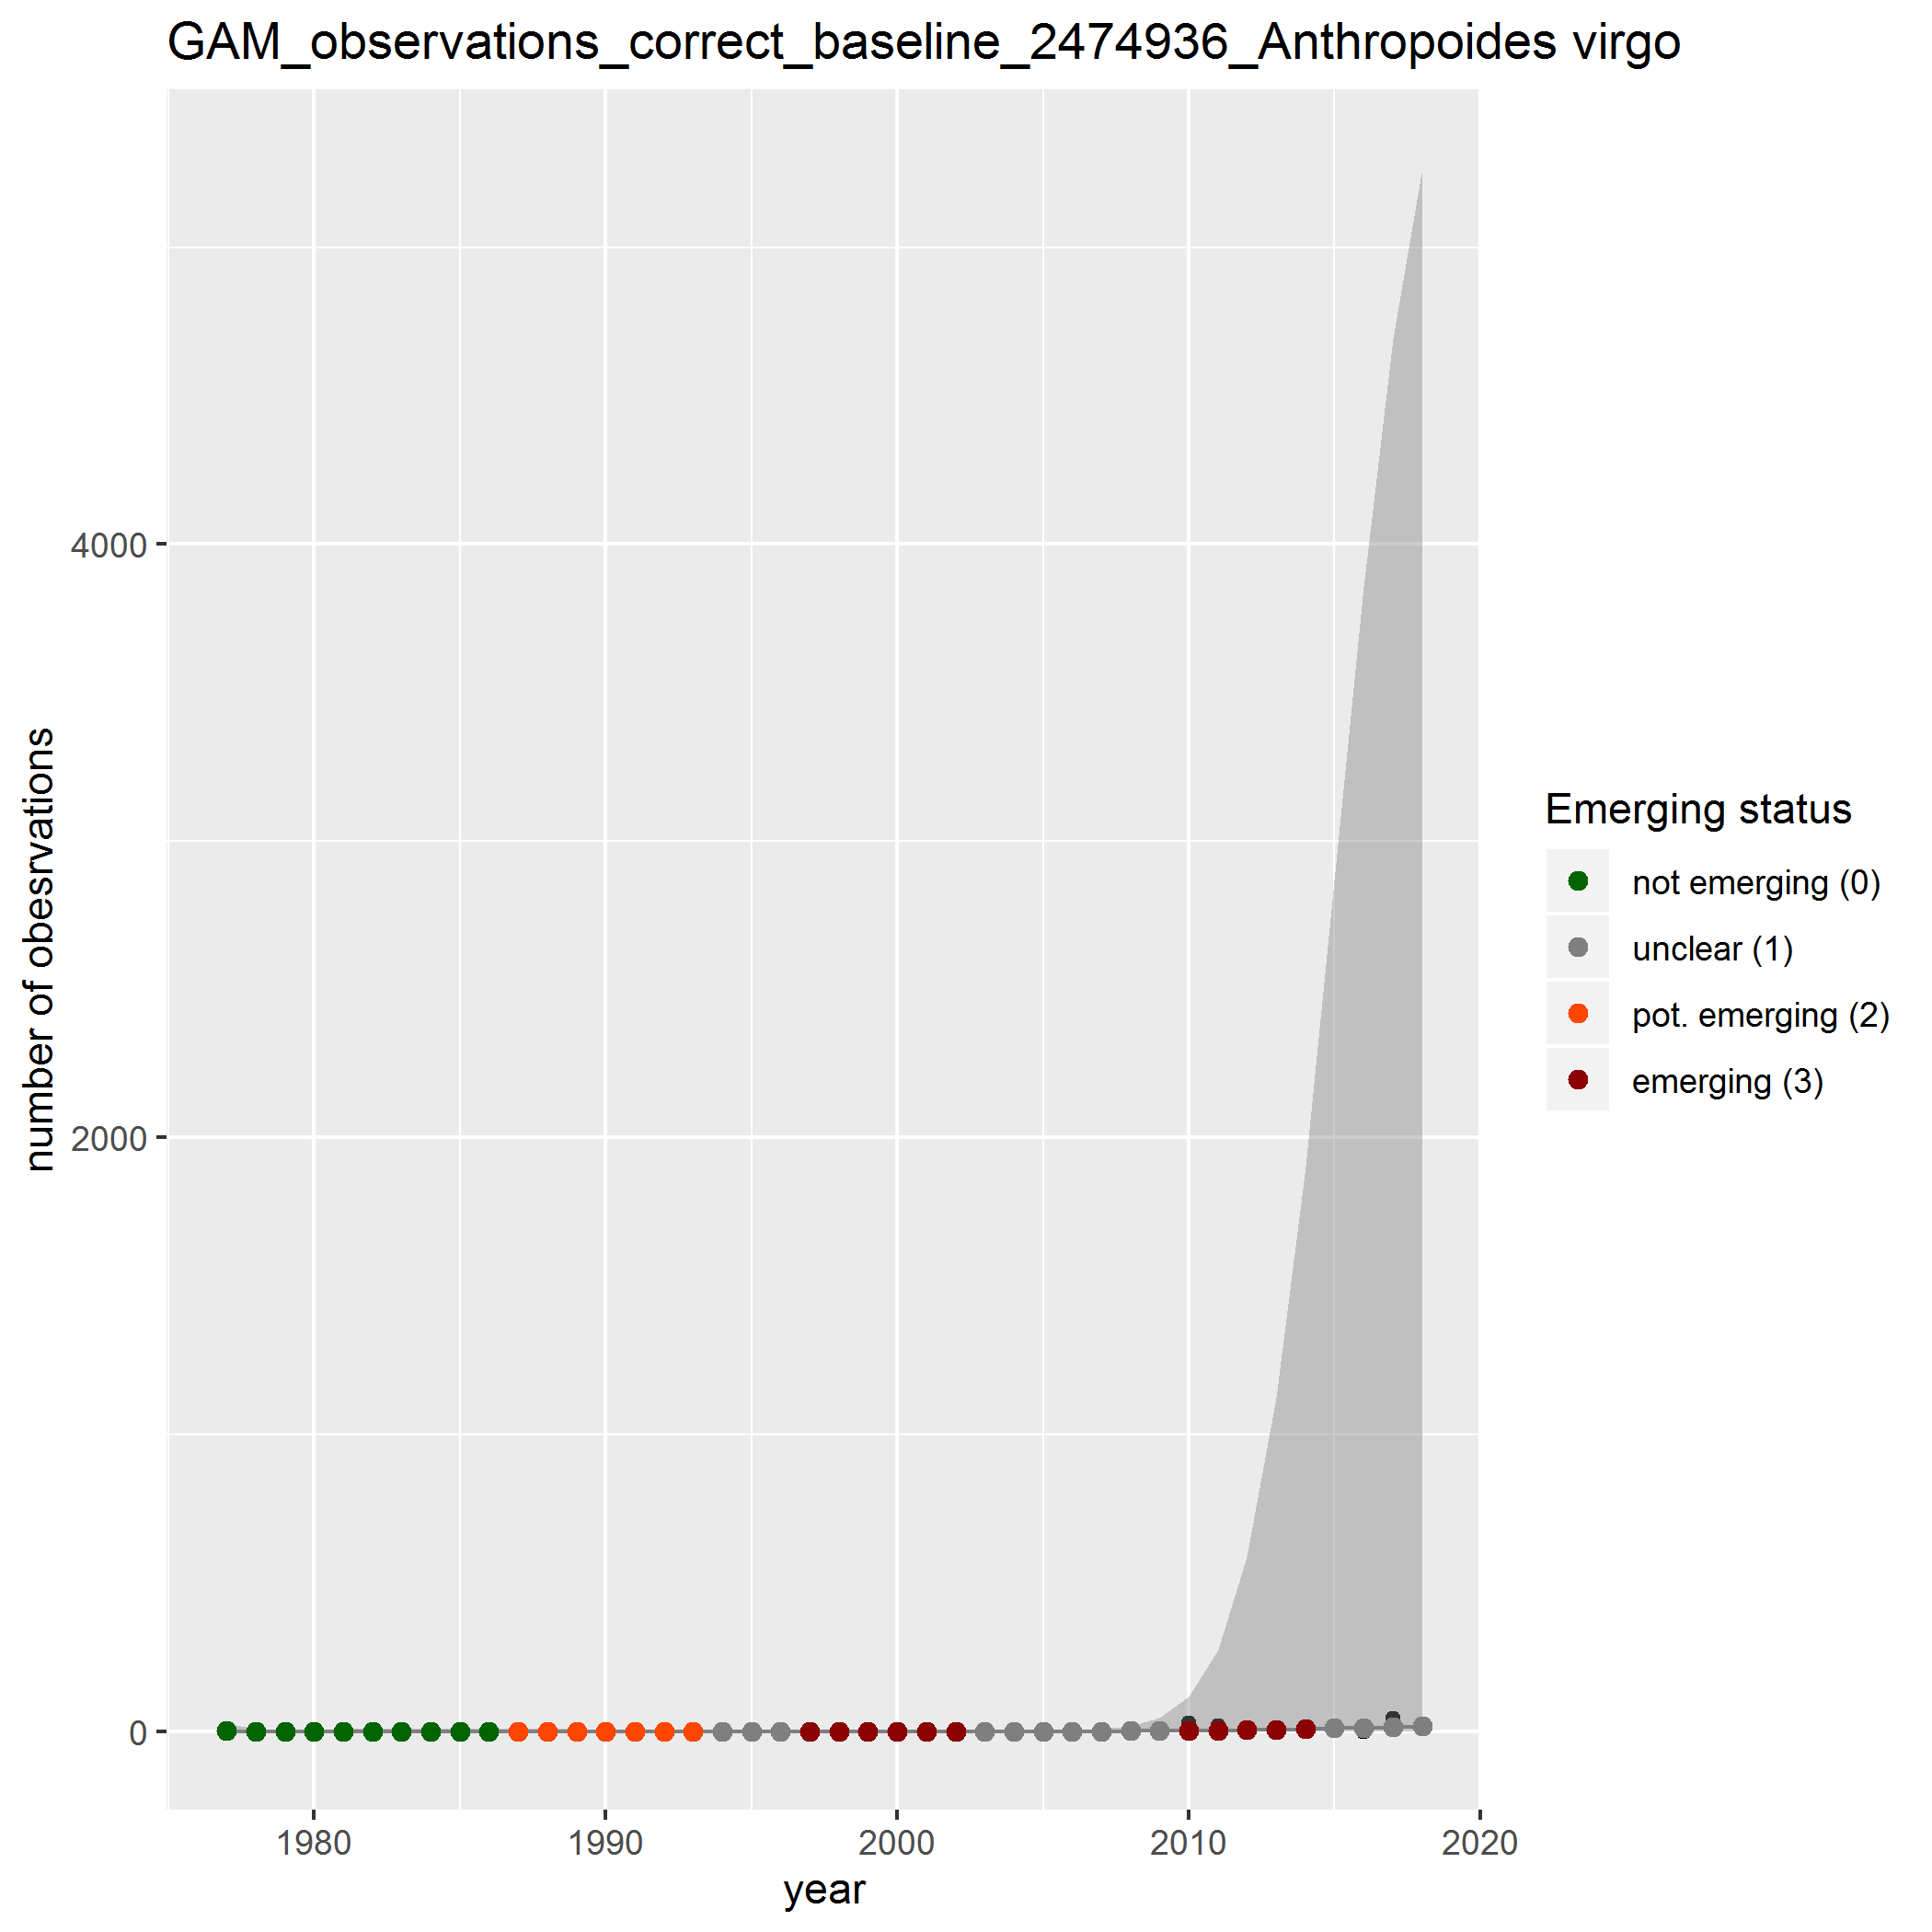 GAM_observations_correct_baseline_2474936_Anthropoides virgo
number of obesrvations
4000
2000
0
1980
1990
2000
2010
2020
year
Emerging status
not emerging (0)
unclear (1)
pot. emerging (2)
emerging (3)